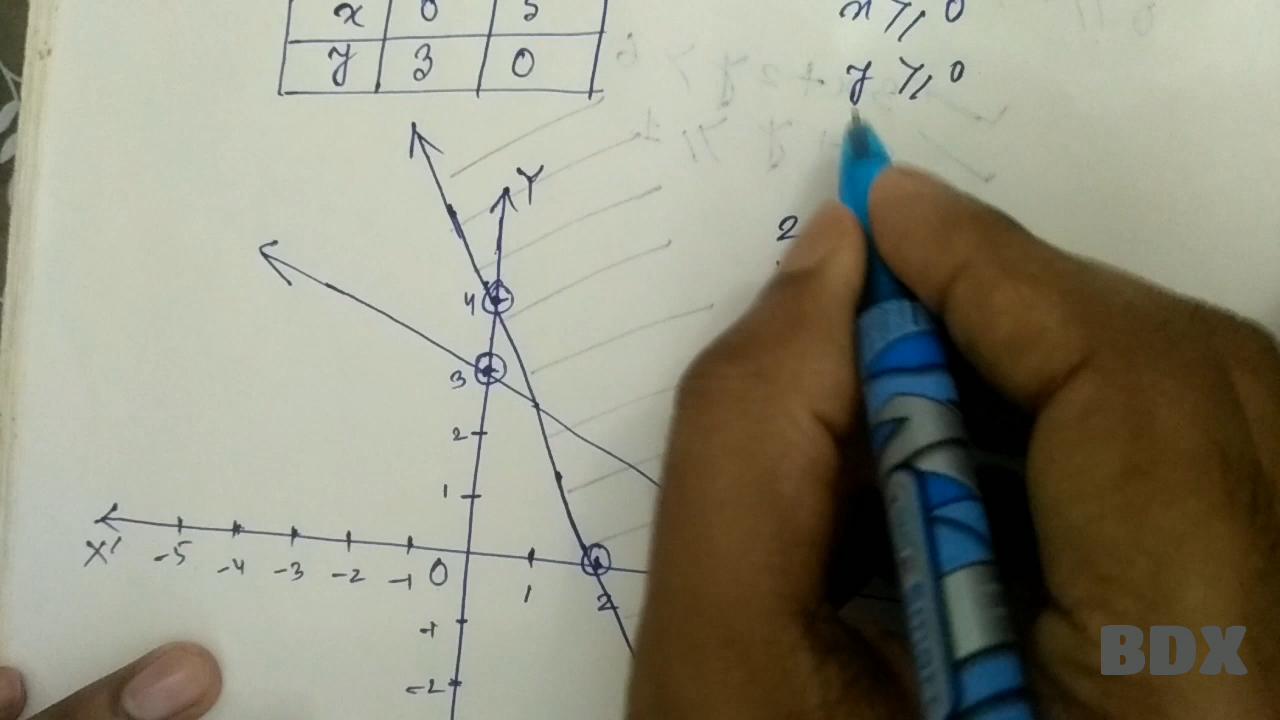 x 0 5
y 3 0
x ⩾ 0
y ⩾ 0
2
Y
4
3
2
1
X' -5 -4 -3 -2 -1 0 1 2
-1
-2
BDX